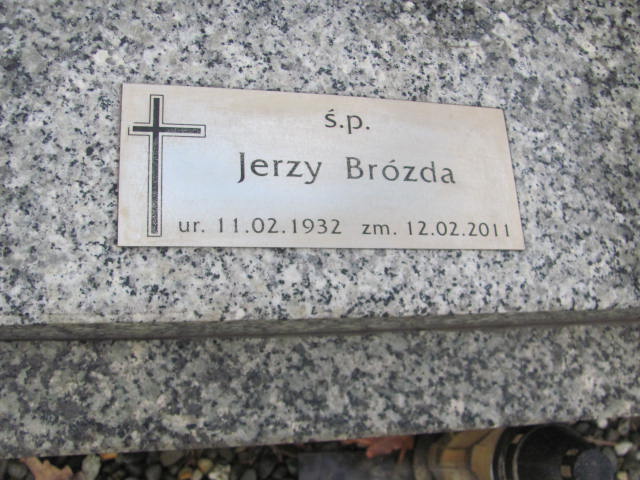 ś.p.
Jerzy Brózda
ur. 11.02.1932 zm. 12.02.2011